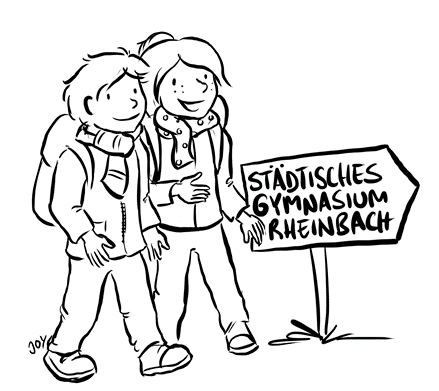 STÄDTISCHES
GYMNASIUM
RHEINBACH
JOY